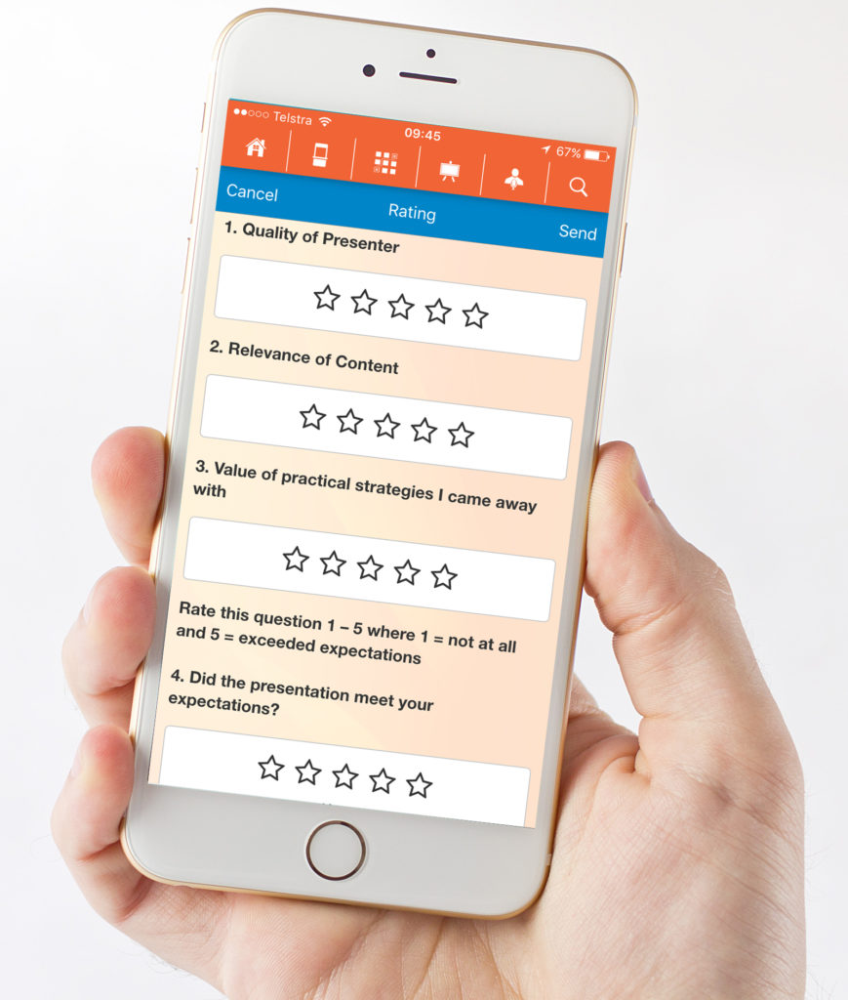 Telstra
09:45
67%
Cancel
Rating
Send
1. Quality of Presenter
2. Relevance of Content
3. Value of practical strategies I came away
with
Rate this question 1 – 5 where 1 = not at all
and 5 = exceeded expectations
4. Did the presentation meet your
expectations?